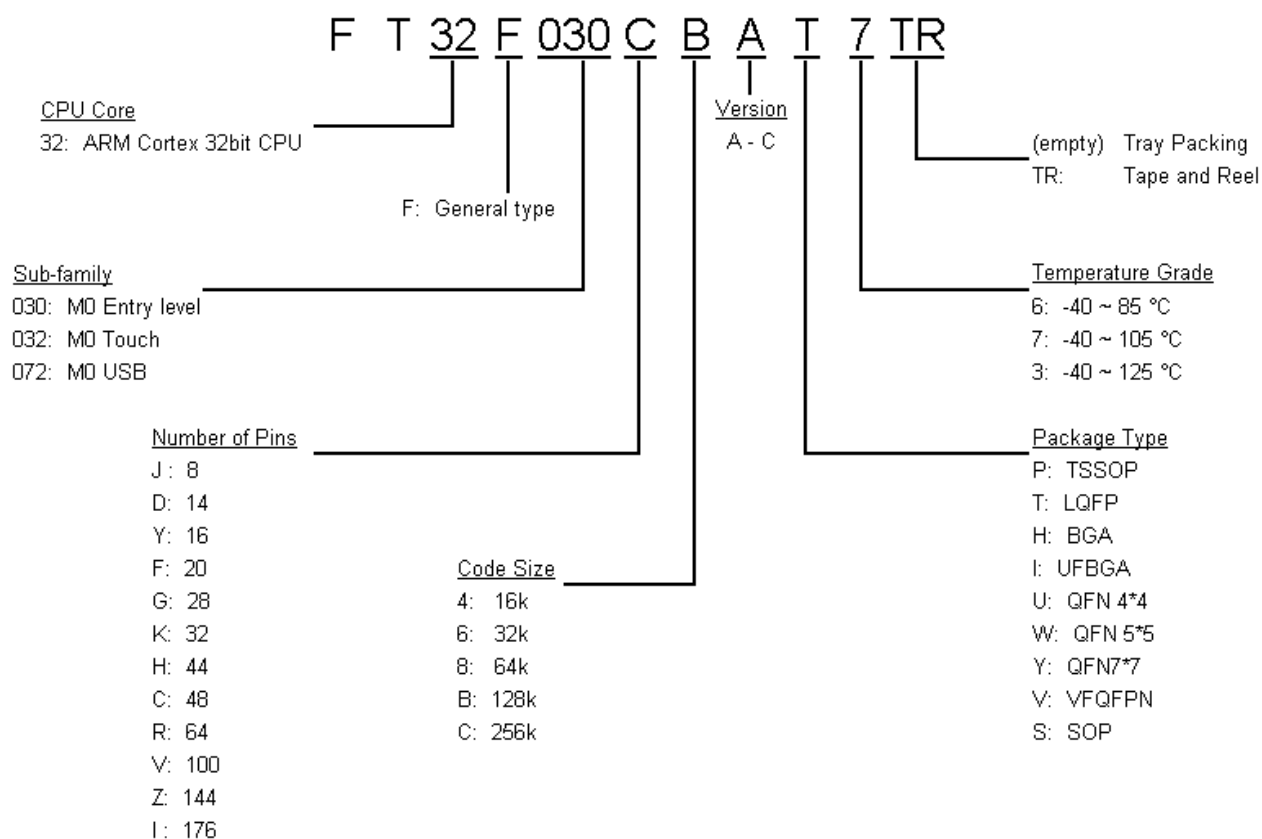 F T 32 F 030 C B A T 7 TR
CPU Core
32: ARM Cortex 32bit CPU
F: General type
Version
A - C
(empty) Tray Packing
TR: Tape and Reel
Sub-family
030: M0 Entry level
032: M0 Touch
072: M0 USB
Temperature Grade
6: -40 ~ 85 °C
7: -40 ~ 105 °C
3: -40 ~ 125 °C
Number of Pins
J : 8
D: 14
Y: 16
F: 20
G: 28
K: 32
H: 44
C: 48
R: 64
V: 100
Z: 144
I : 176
Code Size
4: 16k
6: 32k
8: 64k
B: 128k
C: 256k
Package Type
P: TSSOP
T: LQFP
H: BGA
I: UFBGA
U: QFN 4*4
W: QFN 5*5
Y: QFN7*7
V: VFQFPN
S: SOP